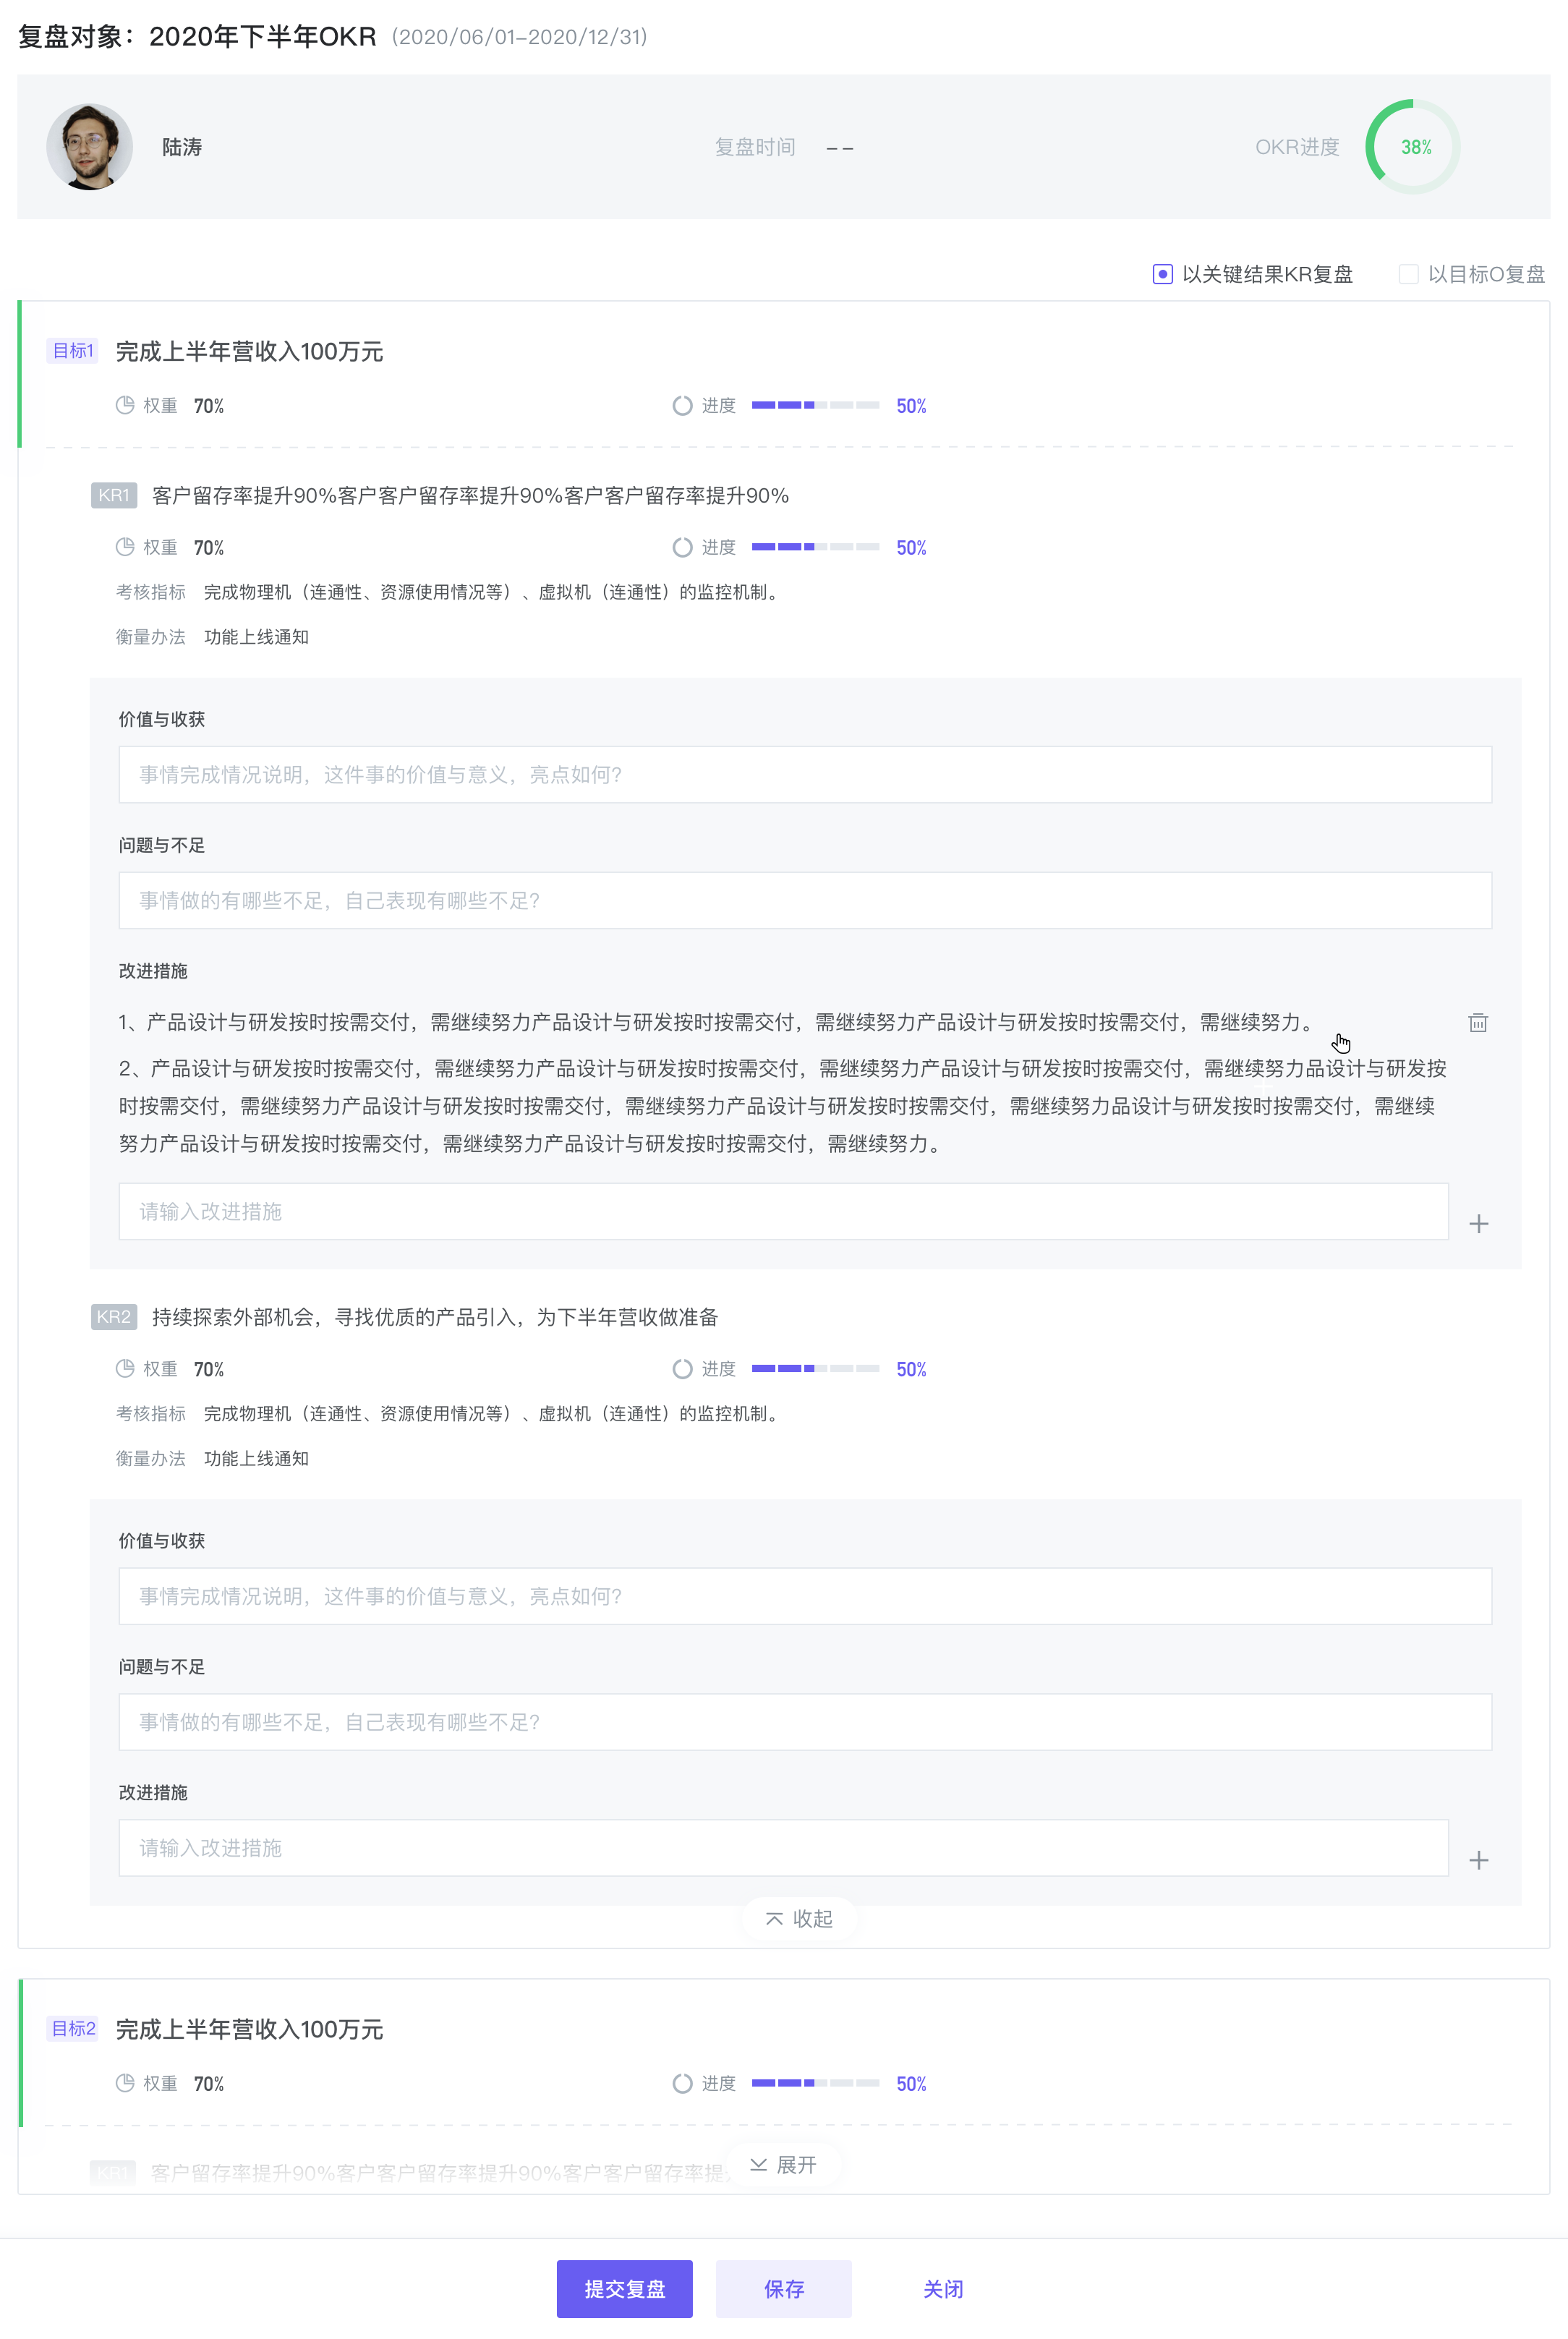 复盘对象：2020年下半年OKR (2020/06/01-2020/12/31)
陆涛 复盘时间 -- OKR进度 38%
以关键结果KR复盘 以目标O复盘
目标1 完成上半年营收入100万元
权重 70% 进度 50%
KR1 客户留存率提升90%客户客户留存率提升90%客户客户留存率提升90%
权重 70% 进度 50%
考核指标 完成物理机（连通性、资源使用情况等）、虚拟机（连通性）的监控机制。
衡量办法 功能上线通知
价值与收获
事情完成情况说明，这件事的价值与意义，亮点如何?
问题与不足
事情做的有哪些不足，自己表现有哪些不足?
改进措施
1、产品设计与研发按时按需交付，需继续努力产品设计与研发按时按需交付，需继续努力产品设计与研发按时按需交付，需继续努力。
2、产品设计与研发按时按需交付，需继续努力产品设计与研发按时按需交付，需继续努力产品设计与研发按时按需交付，需继续努力品设计与研发按
时按需交付，需继续努力产品设计与研发按时按需交付，需继续努力产品设计与研发按时按需交付，需继续努力品设计与研发按时按需交付，需继续
努力产品设计与研发按时按需交付，需继续努力产品设计与研发按时按需交付，需继续努力。
请输入改进措施
KR2 持续探索外部机会，寻找优质的产品引入，为下半年营收做准备
权重 70% 进度 50%
考核指标 完成物理机（连通性、资源使用情况等）、虚拟机（连通性）的监控机制。
衡量办法 功能上线通知
价值与收获
事情完成情况说明，这件事的价值与意义，亮点如何?
问题与不足
事情做的有哪些不足，自己表现有哪些不足?
改进措施
请输入改进措施
收起
目标2 完成上半年营收入100万元
权重 70% 进度 50%
KR1 客户留存率提升90%客户客户留存率提升90%客户客户留存率提
展开
提交复盘 保存 关闭